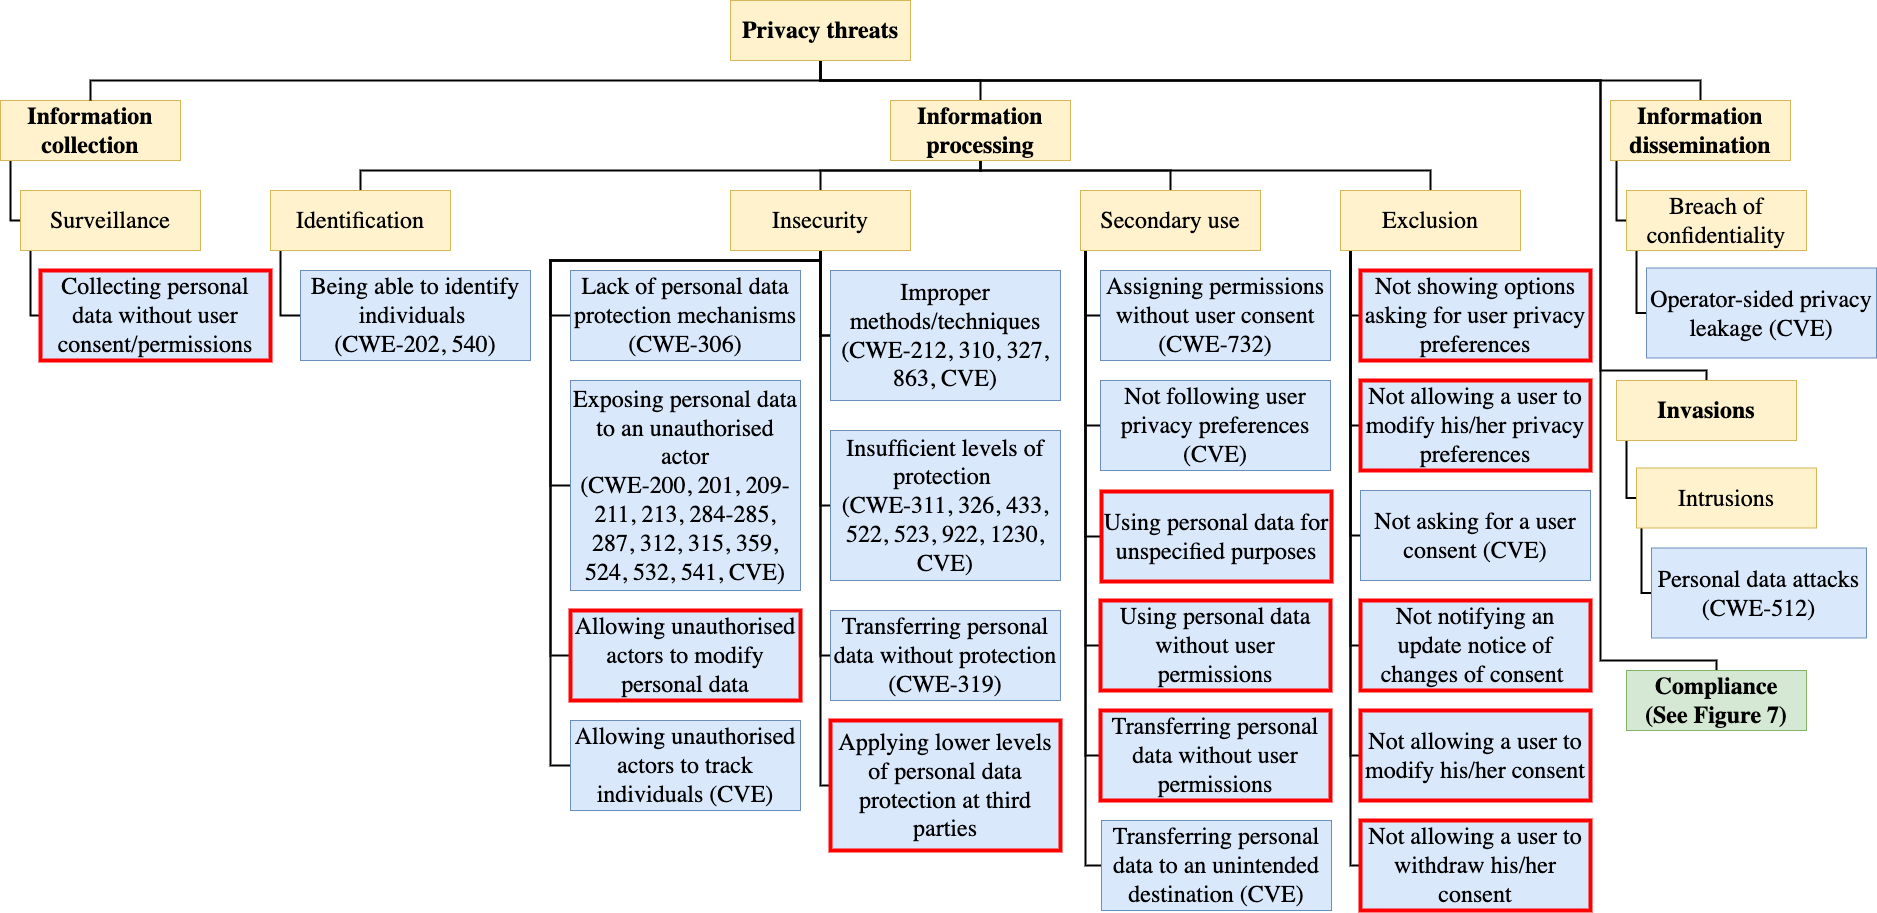 Privacy threats
Information
collection
Surveillance
Collecting personal
data without user
consent/permissions
Information
processing
Identification
Being able to identify
individuals
(CWE-202, 540)
Insecurity
Lack of personal data
protection mechanisms
(CWE-306)
Exposing personal data
to an unauthorised
actor
(CWE-200, 201, 209-
211, 213, 284-285,
287, 312, 315, 359,
524, 532, 541, CVE)
Allowing unauthorised
actors to modify
personal data
Allowing unauthorised
actors to track
individuals (CVE)
Improper
methods/techniques
(CWE-212, 310, 327,
863, CVE)
Insufficient levels of
protection
(CWE-311, 326, 433,
522, 523, 922, 1230,
CVE)
Transferring personal
data without protection
(CWE-319)
Applying lower levels
of personal data
protection at third
parties
Secondary use
Assigning permissions
without user consent
(CWE-732)
Not following user
privacy preferences
(CVE)
Using personal data for
unspecified purposes
Using personal data
without user
permissions
Transferring personal
data without user
permissions
Transferring personal
data to an unintended
destination (CVE)
Exclusion
Not showing options
asking for user privacy
preferences
Not allowing a user to
modify his/her privacy
preferences
Not asking for a user
consent (CVE)
Not notifying an
update notice of
changes of consent
Not allowing a user to
modify his/her consent
Not allowing a user to
withdraw his/her
consent
Information
dissemination
Breach of
confidentiality
Operator-sided privacy
leakage (CVE)
Invasions
Intrusions
Personal data attacks
(CWE-512)
Compliance
(See Figure 7)